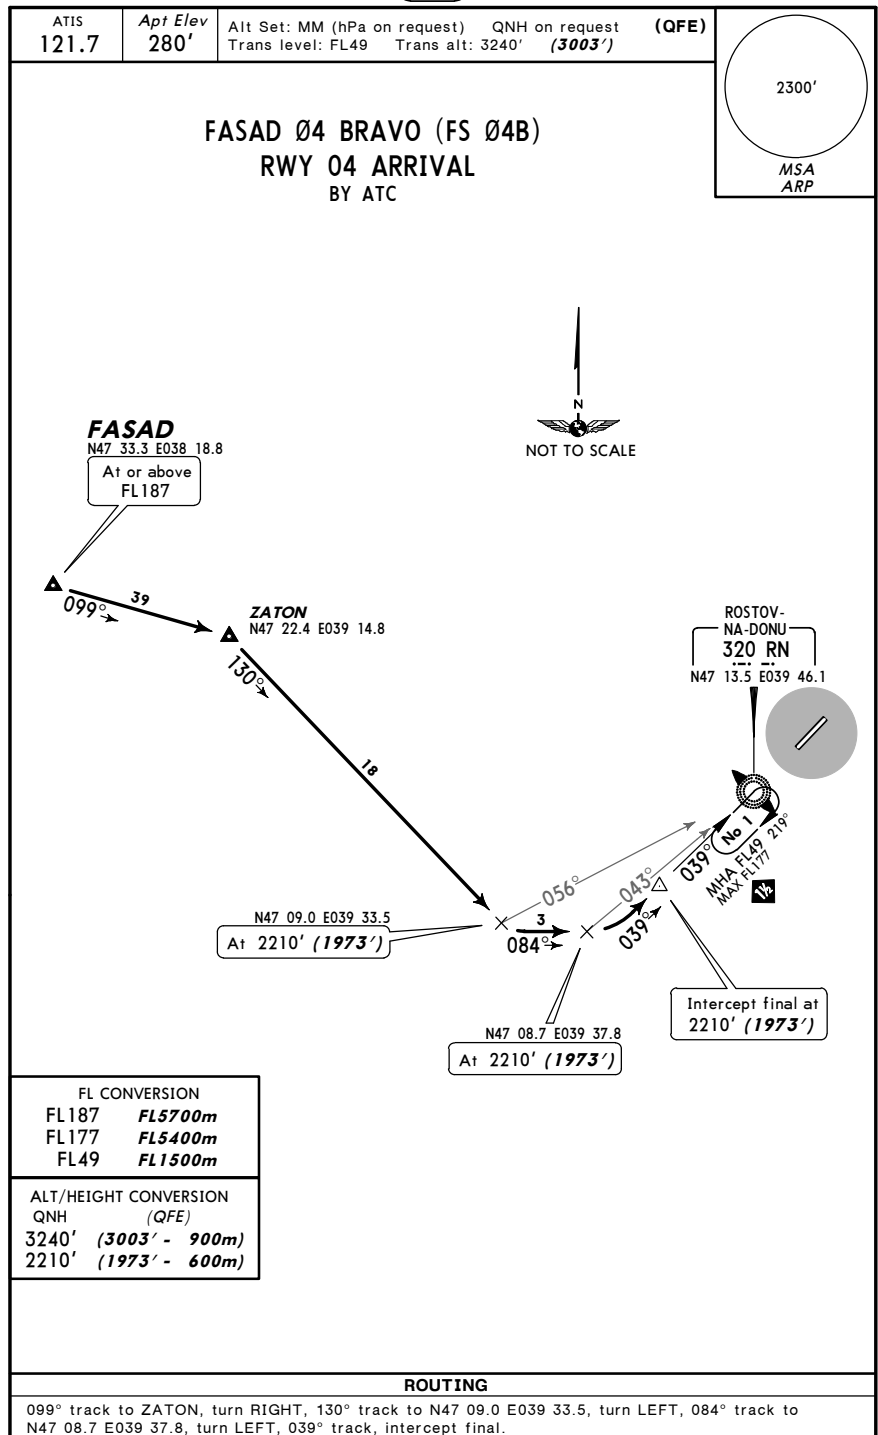 ATIS
121.7
Apt Elev
280'
Alt Set: MM (hPa on request) QNH on request (QFE)
Trans level: FL49 Trans alt: 3240' (3003')
2300'
MSA
ARP
FASAD Ø4 BRAVO (FS Ø4B)
RWY 04 ARRIVAL
BY ATC
N
NOT TO SCALE
FASAD
N47 33.3 E038 18.8
At or above
FL187
099°
39
ZATON
N47 22.4 E039 14.8
130°
18
ROSTOV-
NA-DONU
320 RN
N47 13.5 E039 46.1
No 1
219°
MHA FL49
MAX FL177
1½
039°
056°
043°
N47 09.0 E039 33.5
At 2210' (1973')
3
084°
039°
Intercept final at
2210' (1973')
N47 08.7 E039 37.8
At 2210' (1973')
FL CONVERSION
FL187 FL5700m
FL177 FL5400m
FL49 FL1500m
ALT/HEIGHT CONVERSION
QNH (QFE)
3240' (3003' - 900m)
2210' (1973' - 600m)
ROUTING
099° track to ZATON, turn RIGHT, 130° track to N47 09.0 E039 33.5, turn LEFT, 084° track to
N47 08.7 E039 37.8, turn LEFT, 039° track, intercept final.